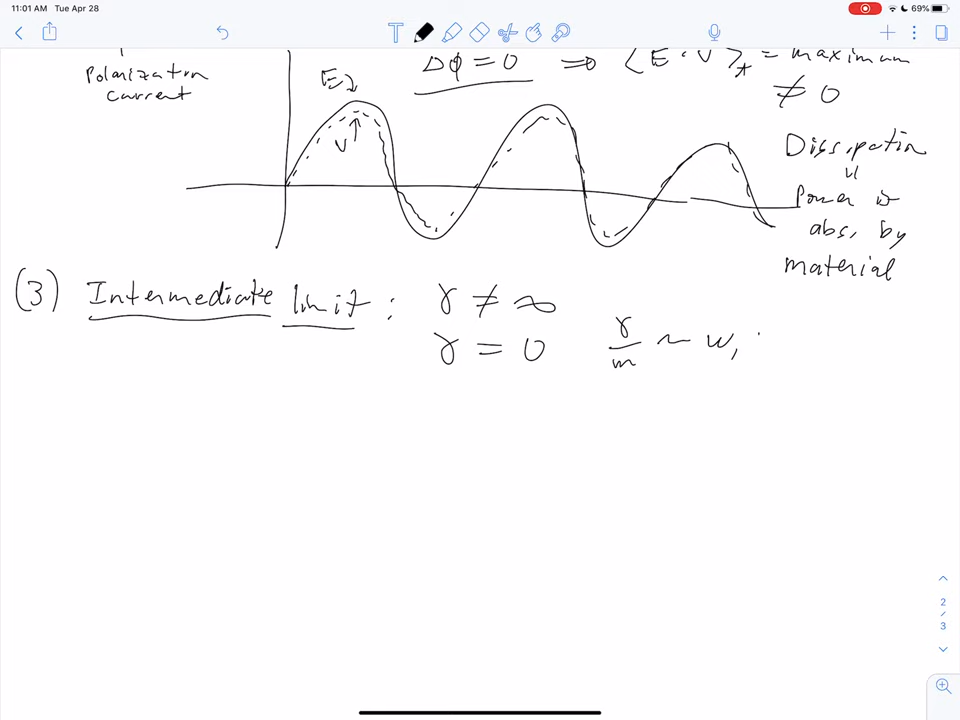 11:01 AM Tue Apr 28
69%
Polarization current
Δφ = 0 ⇒ ⟨E · V⟩_t = maximum
≠ 0
E
V
Dissipation
⇓
Power is
abs. by
material
(3) Intermediate limit : γ ≠ ∞
γ = 0 γ/m ~ ω,
2
/
3